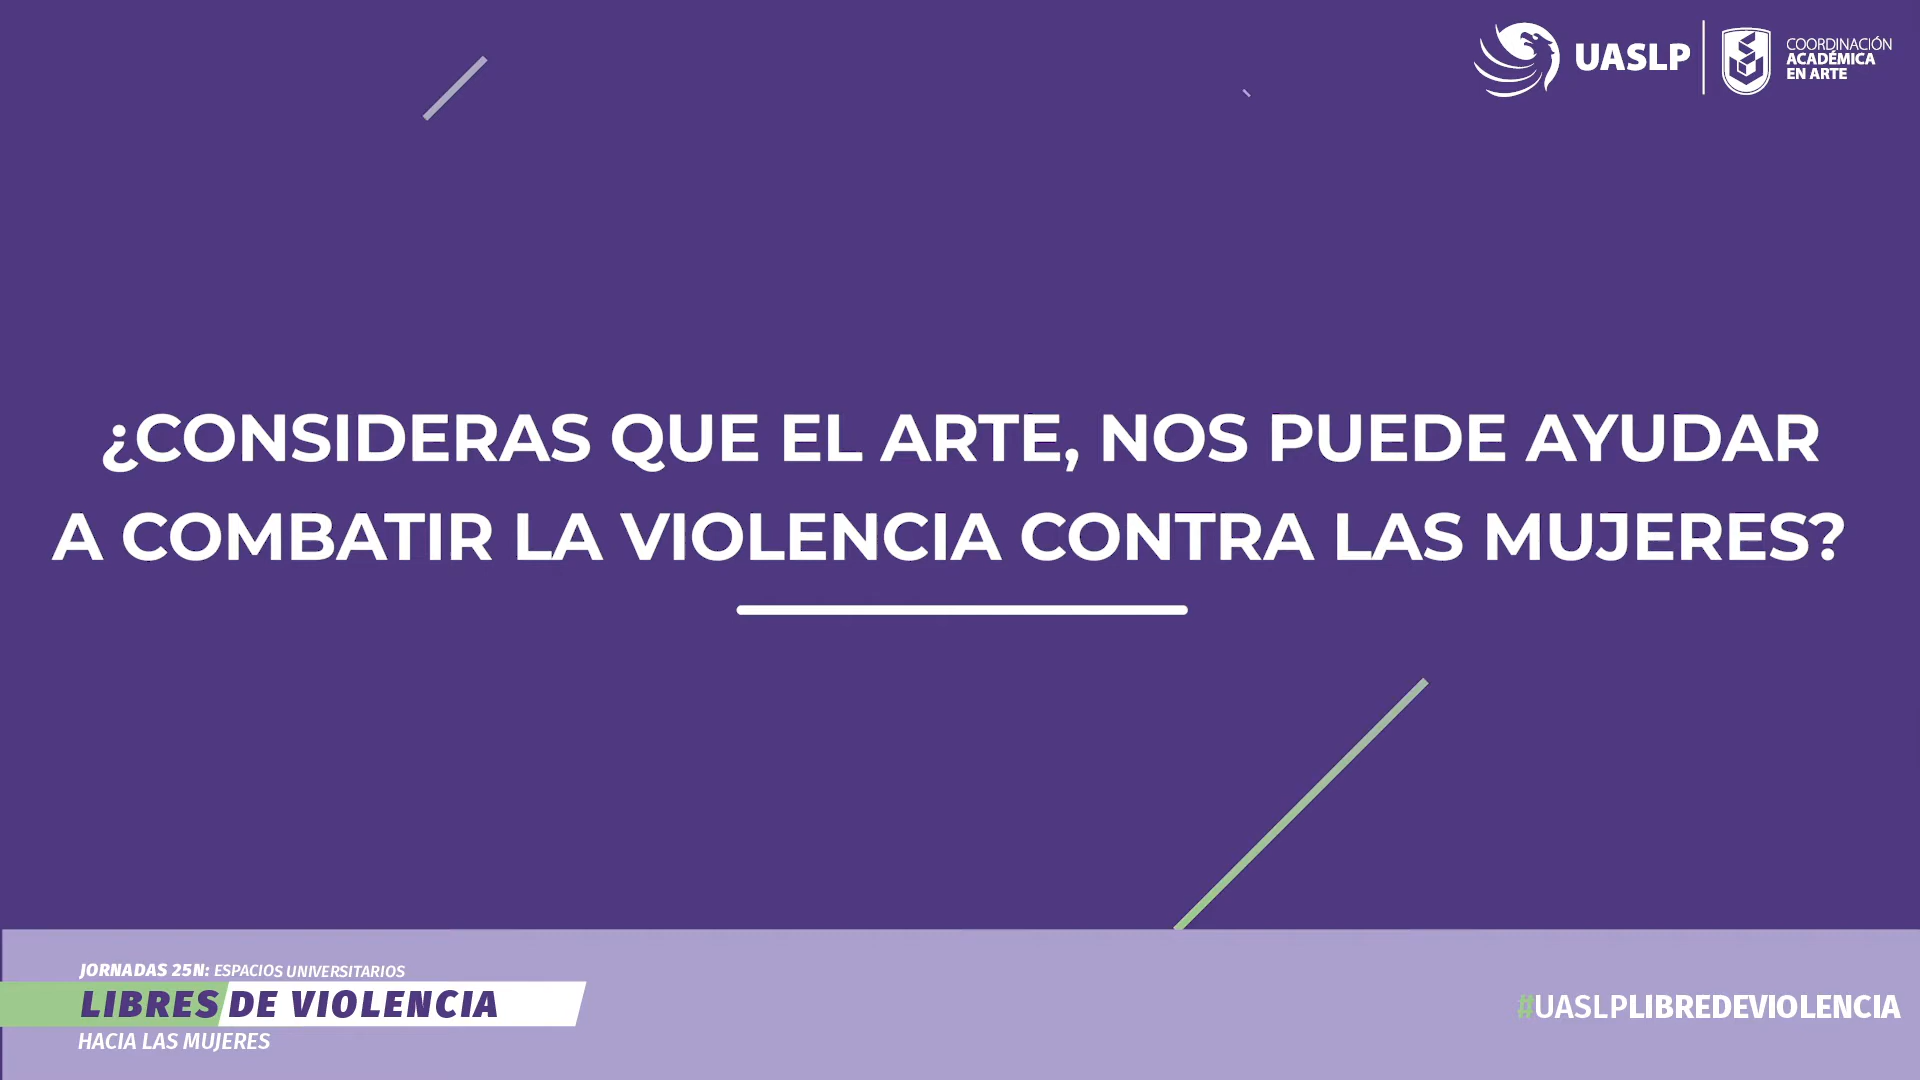 UASLP
COORDINACIÓN
ACADÉMICA
EN ARTE
¿CONSIDERAS QUE EL ARTE, NOS PUEDE AYUDAR
A COMBATIR LA VIOLENCIA CONTRA LAS MUJERES?
JORNADAS 25N: ESPACIOS UNIVERSITARIOS
LIBRES DE VIOLENCIA
HACIA LAS MUJERES
#UASLPLIBREDEVIOLENCIA